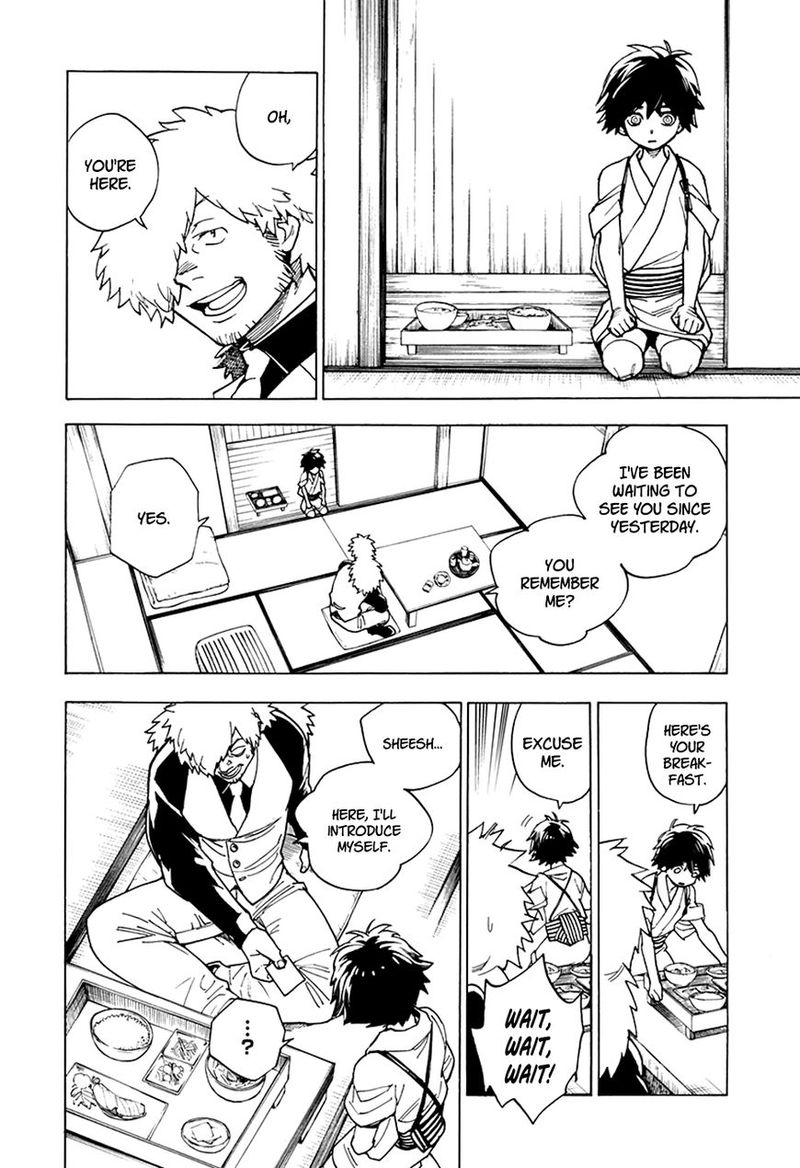 OH,
YOU'RE
HERE.
I'VE BEEN
WAITING TO
SEE YOU SINCE
YESTERDAY.
YOU
REMEMBER
ME?
YES.
HERE'S
YOUR
BREAK-
FAST.
EXCUSE
ME.
WAIT,
WAIT,
WAIT!
SHEESH...
HERE, I'LL
INTRODUCE
MYSELF.
...
?